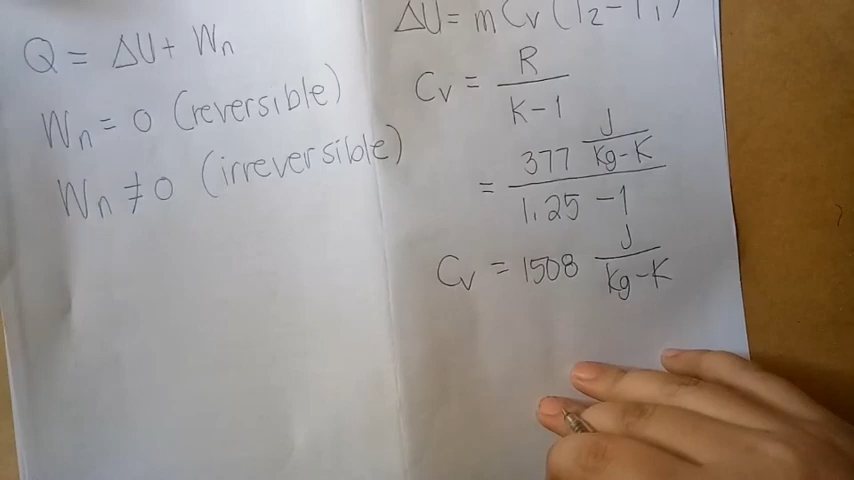 Q = ΔU + Wn
Wn = 0 (reversible)
Wn ≠ 0 (irreversible)
ΔU = m Cv (T2 - T1)
Cv = R / K-1
= 377 J/Kg-K / 1.25 - 1
Cv = 1508 J/Kg-K